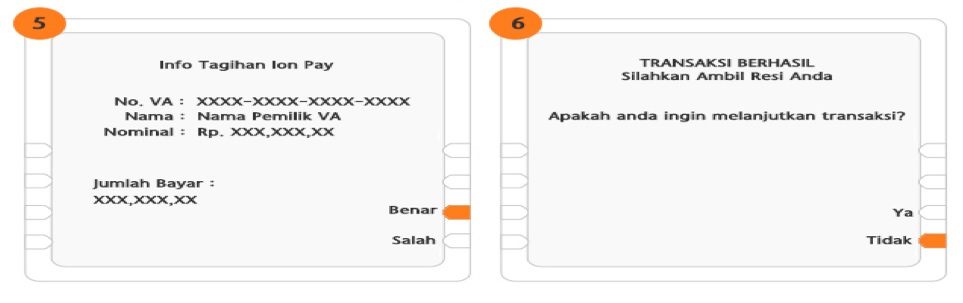 5
Info Tagihan Ion Pay
No. VA : XXXX-XXXX-XXXX-XXXX
Nama : Nama Pemilik VA
Nominal : Rp. XXX,XXX,XX
Jumlah Bayar :
XXX,XXX,XX
Benar
Salah
6
TRANSAKSI BERHASIL
Silahkan Ambil Resi Anda
Apakah anda ingin melanjutkan transaksi?
Ya
Tidak